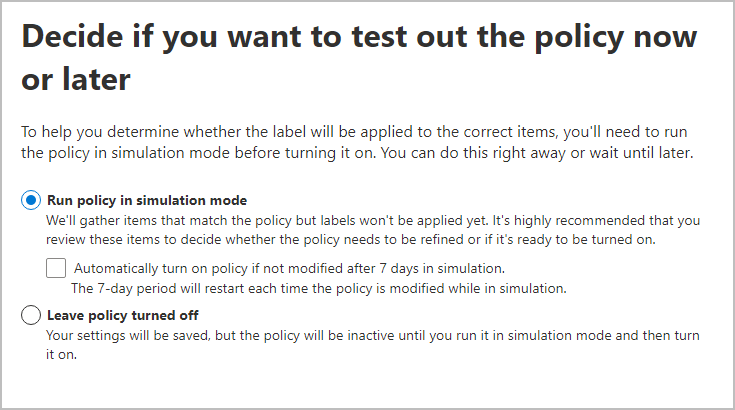 Decide if you want to test out the policy now
or later
To help you determine whether the label will be applied to the correct items, you'll need to run
the policy in simulation mode before turning it on. You can do this right away or wait until later.
Run policy in simulation mode
We'll gather items that match the policy but labels won't be applied yet. It's highly recommended that you
review these items to decide whether the policy needs to be refined or if it's ready to be turned on.
Automatically turn on policy if not modified after 7 days in simulation.
The 7-day period will restart each time the policy is modified while in simulation.
Leave policy turned off
Your settings will be saved, but the policy will be inactive until you run it in simulation mode and then turn
it on.